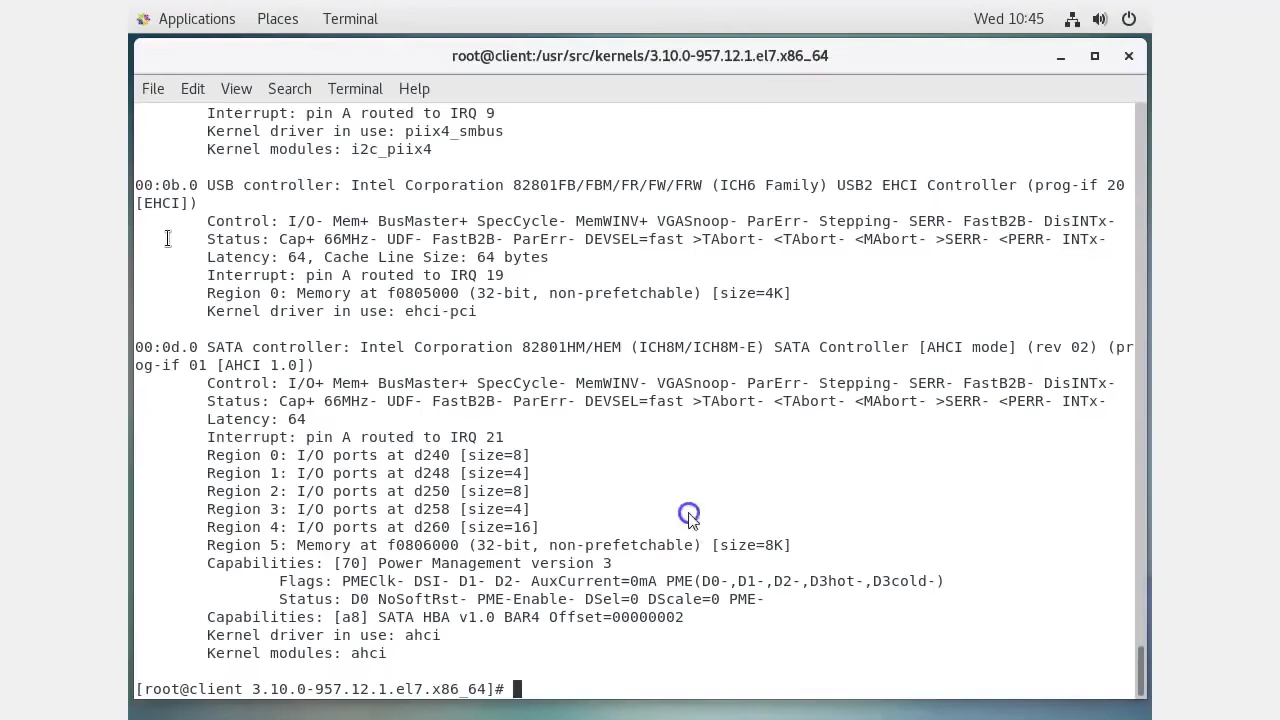 Applications Places Terminal Wed 10:45
root@client:/usr/src/kernels/3.10.0-957.12.1.el7.x86_64
File Edit View Search Terminal Help
Interrupt: pin A routed to IRQ 9
Kernel driver in use: piix4_smbus
Kernel modules: i2c_piix4
00:0b.0 USB controller: Intel Corporation 82801FB/FBM/FR/FW/FRW (ICH6 Family) USB2 EHCI Controller (prog-if 20
[EHCI])
Control: I/O- Mem+ BusMaster+ SpecCycle- MemWINV+ VGASnoop- ParErr- Stepping- SERR- FastB2B- DisINTx-
Status: Cap+ 66MHz- UDF- FastB2B- ParErr- DEVSEL=fast >TAbort- <TAbort- <MAbort- >SERR- <PERR- INTx-
Latency: 64, Cache Line Size: 64 bytes
Interrupt: pin A routed to IRQ 19
Region 0: Memory at f0805000 (32-bit, non-prefetchable) [size=4K]
Kernel driver in use: ehci-pci
00:0d.0 SATA controller: Intel Corporation 82801HM/HEM (ICH8M/ICH8M-E) SATA Controller [AHCI mode] (rev 02) (pr
og-if 01 [AHCI 1.0])
Control: I/O+ Mem+ BusMaster+ SpecCycle- MemWINV- VGASnoop- ParErr- Stepping- SERR- FastB2B- DisINTx-
Status: Cap+ 66MHz- UDF- FastB2B- ParErr- DEVSEL=fast >TAbort- <TAbort- <MAbort- >SERR- <PERR- INTx-
Latency: 64
Interrupt: pin A routed to IRQ 21
Region 0: I/O ports at d240 [size=8]
Region 1: I/O ports at d248 [size=4]
Region 2: I/O ports at d250 [size=8]
Region 3: I/O ports at d258 [size=4]
Region 4: I/O ports at d260 [size=16]
Region 5: Memory at f0806000 (32-bit, non-prefetchable) [size=8K]
Capabilities: [70] Power Management version 3
Flags: PMEClk- DSI- D1- D2- AuxCurrent=0mA PME(D0-,D1-,D2-,D3hot-,D3cold-)
Status: D0 NoSoftRst- PME-Enable- DSel=0 DScale=0 PME-
Capabilities: [a8] SATA HBA v1.0 BAR4 Offset=00000002
Kernel driver in use: ahci
Kernel modules: ahci
[root@client 3.10.0-957.12.1.el7.x86_64]#